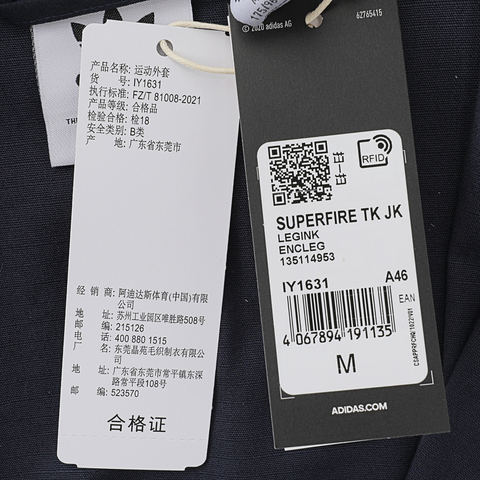 产品名称: 运动外套
货 号: IY1631
执行标准: FZ/T 81008-2021
产品等级: 合格品
检验合格: 检18
安全类别: B类
产 地: 广东省东莞市
经 销 商: 阿迪达斯体育(中国)有限
公司
地 址: 苏州工业园区唯胜路508号
邮 编: 215126
电 话: 400 880 1515
厂 名: 东莞晶苑毛织制衣有限公司
地 址: 广东省东莞市常平镇东深
路常平段108号
邮 编: 523570
合格证
© 2020 adidas AG
62765415
RFID
SUPERFIRE TK JK
LEGINK
ENCLEG
135114953
IY1631 A46
EAN
4 067894 191135
M
ADIDAS.COM